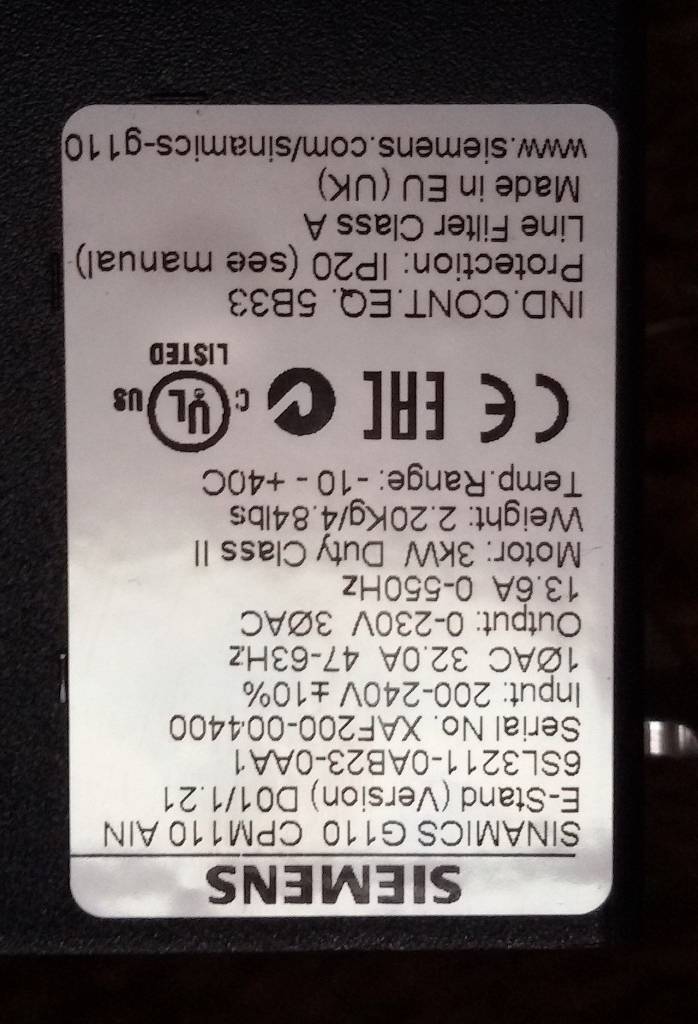 SIEMENS
SINAMICS G110 CPM110 AIN
E-Stand (Version) D01/1.21
6SL3211-0AB23-0AA1
Serial No. XAF200-004400
Input: 200-240V ±10%
1ØAC 32.0A 47-63Hz
Output: 0-230V 3ØAC
13.6A 0-550Hz
Motor: 3kW Duty Class II
Weight: 2.20Kg/4.84lbs
Temp.Range: -10 - +40C
CE EAC C UL US
LISTED
IND.CONT.EQ. 5B33
Protection: IP20 (see manual)
Line Filter Class A
Made in EU (UK)
www.siemens.com/sinamics-g110